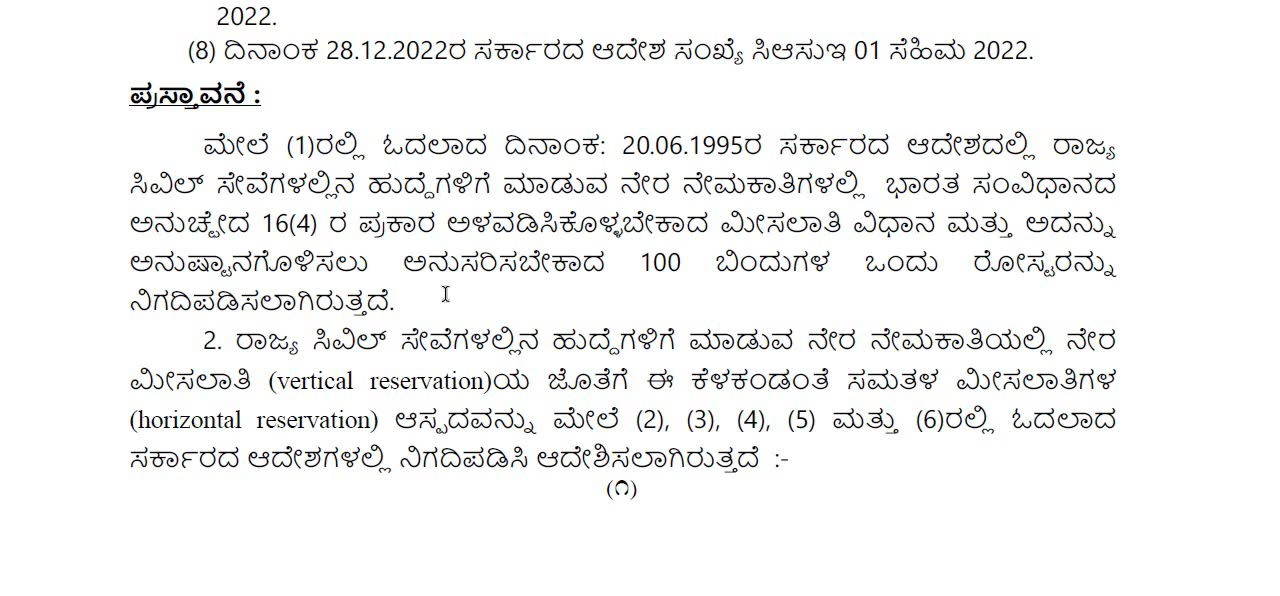 2022.
(8) ದಿನಾಂಕ 28.12.2022ರ ಸರ್ಕಾರದ ಆದೇಶ ಸಂಖ್ಯೆ ಸಿಆಸುಇ 01 ಸೆಹಿಮ 2022.
ಪ್ರಸ್ತಾವನೆ :
ಮೇಲೆ (1)ರಲ್ಲಿ ಓದಲಾದ ದಿನಾಂಕ: 20.06.1995ರ ಸರ್ಕಾರದ ಆದೇಶದಲ್ಲಿ ರಾಜ್ಯ
ಸಿವಿಲ್ ಸೇವೆಗಳಲ್ಲಿನ ಹುದ್ದೆಗಳಿಗೆ ಮಾಡುವ ನೇರ ನೇಮಕಾತಿಗಳಲ್ಲಿ ಭಾರತ ಸಂವಿಧಾನದ
ಅನುಚ್ಛೇದ 16(4) ರ ಪ್ರಕಾರ ಅಳವಡಿಸಿಕೊಳ್ಳಬೇಕಾದ ಮೀಸಲಾತಿ ವಿಧಾನ ಮತ್ತು ಅದನ್ನು
ಅನುಷ್ಠಾನಗೊಳಿಸಲು ಅನುಸರಿಸಬೇಕಾದ 100 ಬಿಂದುಗಳ ಒಂದು ರೋಸ್ಟರನ್ನು
ನಿಗದಿಪಡಿಸಲಾಗಿರುತ್ತದೆ.
2. ರಾಜ್ಯ ಸಿವಿಲ್ ಸೇವೆಗಳಲ್ಲಿನ ಹುದ್ದೆಗಳಿಗೆ ಮಾಡುವ ನೇರ ನೇಮಕಾತಿಯಲ್ಲಿ ನೇರ
ಮೀಸಲಾತಿ (vertical reservation)ಯ ಜೊತೆಗೆ ಈ ಕೆಳಕಂಡಂತೆ ಸಮತಳ ಮೀಸಲಾತಿಗಳ
(horizontal reservation) ಆಸ್ಪದವನ್ನು ಮೇಲೆ (2), (3), (4), (5) ಮತ್ತು (6)ರಲ್ಲಿ ಓದಲಾದ
ಸರ್ಕಾರದ ಆದೇಶಗಳಲ್ಲಿ ನಿಗದಿಪಡಿಸಿ ಆದೇಶಿಸಲಾಗಿರುತ್ತದೆ :-
(೧)